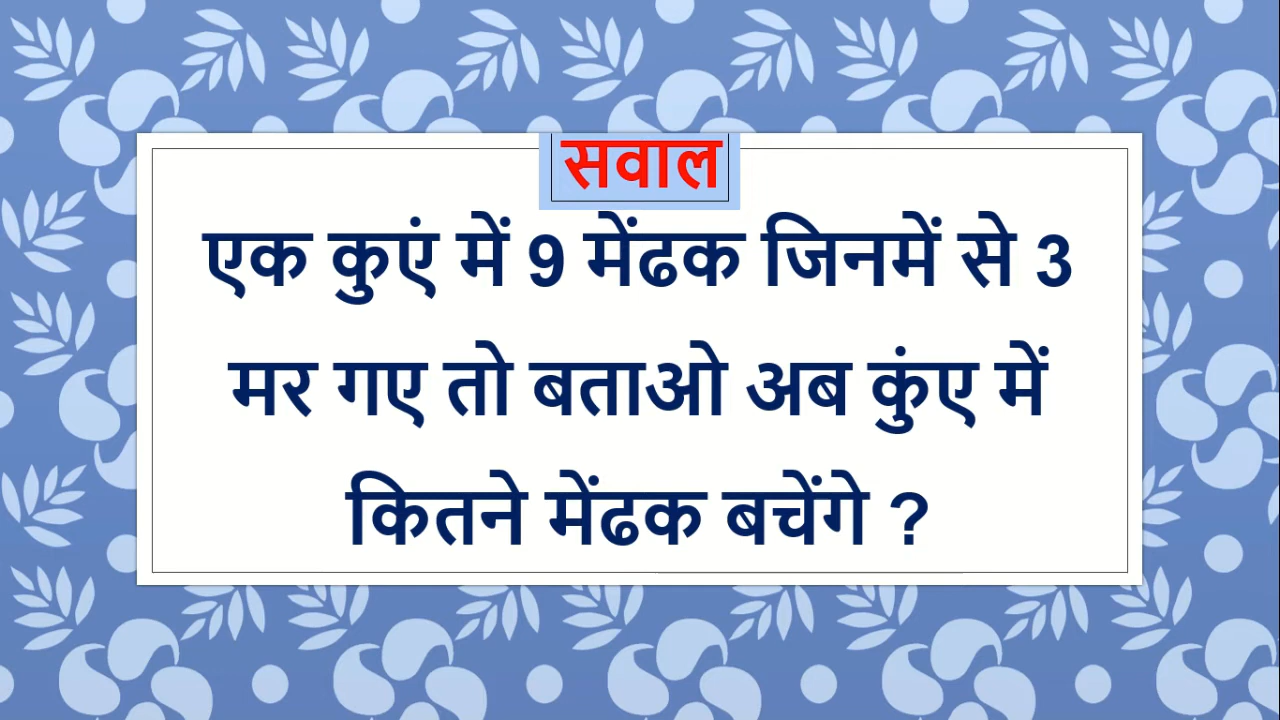 सवाल
एक कुएं में 9 मेंढक जिनमें से 3
मर गए तो बताओ अब कुंए में
कितने मेंढक बचेंगे ?